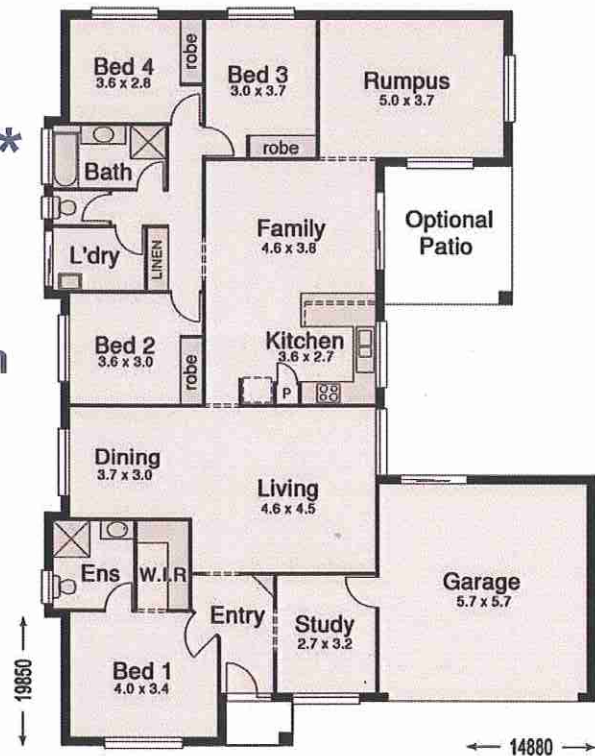 Bed 4
3.6 x 2.8
robe
Bed 3
3.0 x 3.7
robe
Rumpus
5.0 x 3.7
*
Bath
L'dry
LINEN
Family
4.6 x 3.8
Optional
Patio
Kitchen
3.6 x 2.7
P
Bed 2
3.6 x 3.0
robe
n
Dining
3.7 x 3.0
Living
4.6 x 4.5
Ens
W.I.R
Entry
Study
2.7 x 3.2
Garage
5.7 x 5.7
Bed 1
4.0 x 3.4
19850
14880